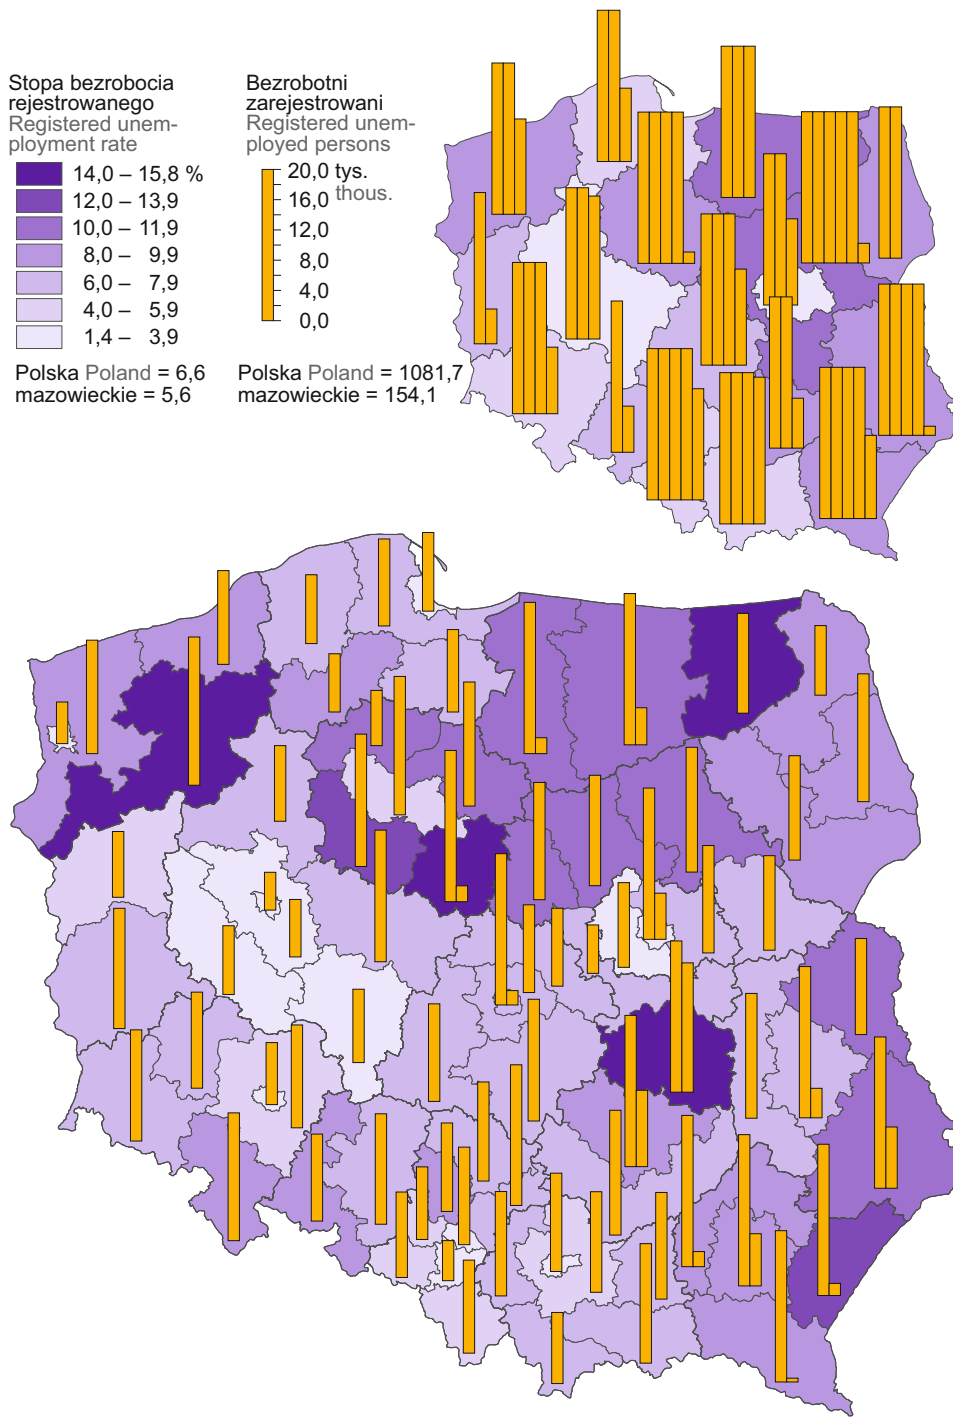 Stopa bezrobocia
rejestrowanego
Registered unem-
ployment rate
14,0 – 15,8 %
12,0 – 13,9
10,0 – 11,9
8,0 – 9,9
6,0 – 7,9
4,0 – 5,9
1,4 – 3,9
Polska Poland = 6,6
mazowieckie = 5,6
Bezrobotni
zarejestrowani
Registered unem-
ployed persons
20,0 tys.
thous.
16,0
12,0
8,0
4,0
0,0
Polska Poland = 1081,7
mazowieckie = 154,1